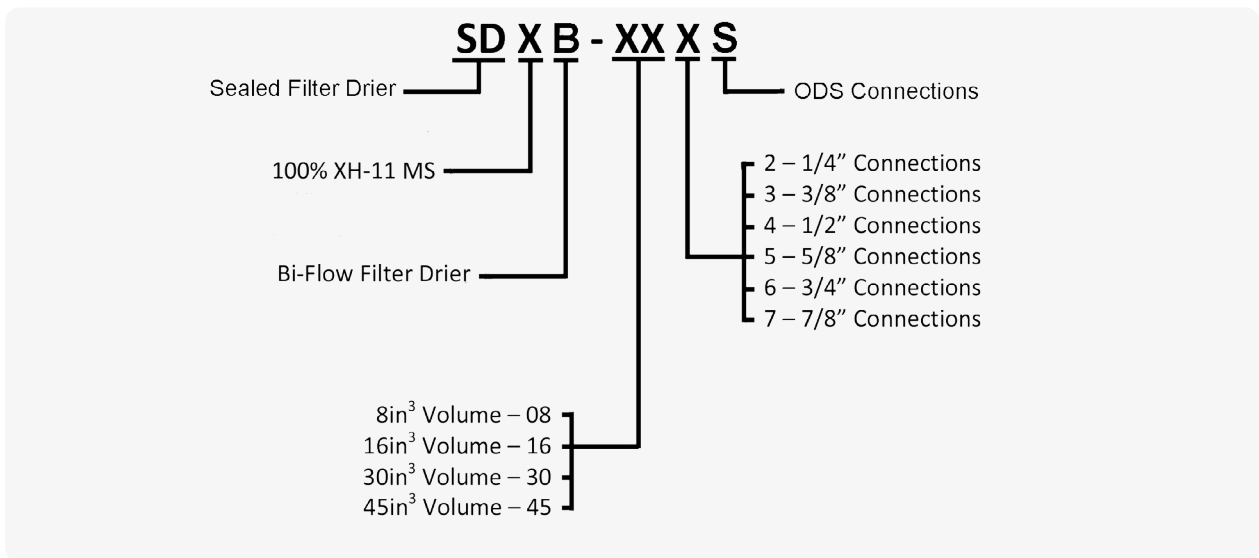 SD X B - XX X S
Sealed Filter Drier
ODS Connections
100% XH-11 MS
2 – 1/4” Connections
3 – 3/8” Connections
4 – 1/2” Connections
5 – 5/8” Connections
6 – 3/4” Connections
7 – 7/8” Connections
Bi-Flow Filter Drier
8in³ Volume – 08
16in³ Volume – 16
30in³ Volume – 30
45in³ Volume – 45